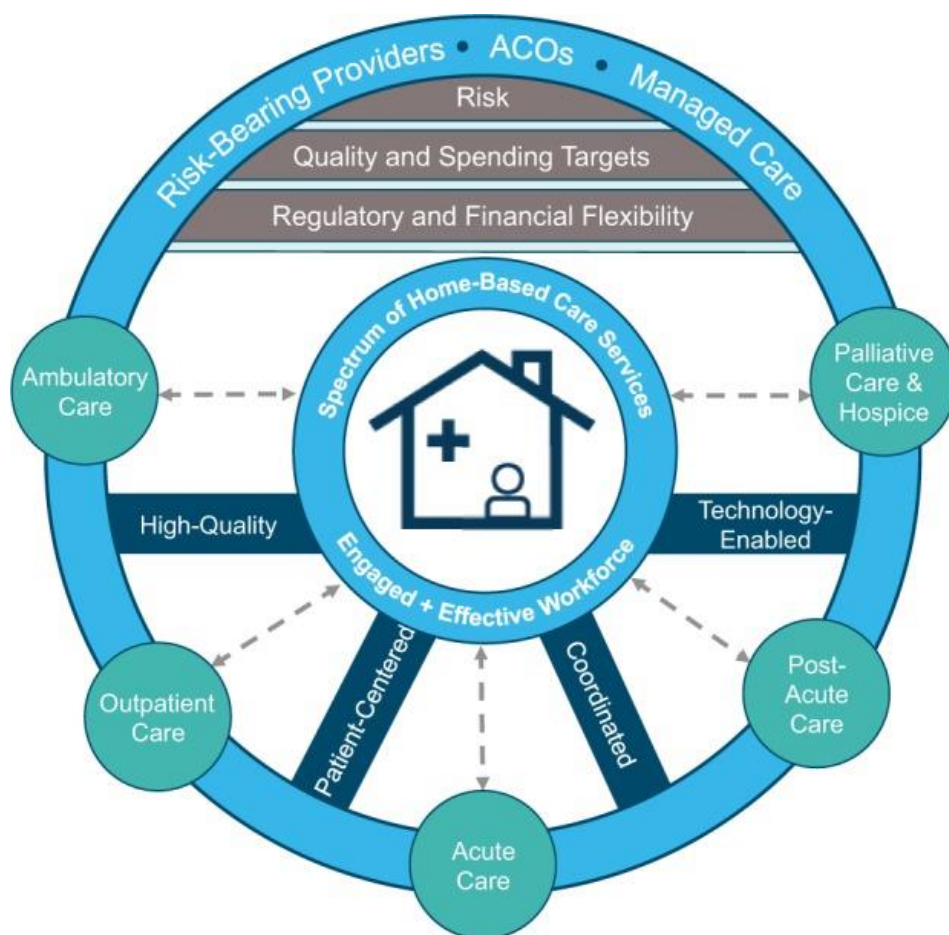 Risk-Bearing Providers • ACOs • Managed Care
Risk
Quality and Spending Targets
Regulatory and Financial Flexibility
Spectrum of Home-Based Care Services
Engaged + Effective Workforce
Ambulatory
Care
Palliative
Care &
Hospice
High-Quality
Technology-
Enabled
Patient-Centered
Coordinated
Outpatient
Care
Post-
Acute
Care
Acute
Care